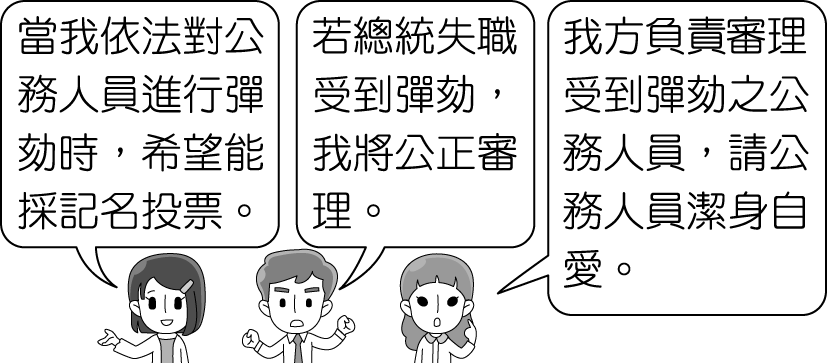 當我依法對公
務人員進行彈
劾時，希望能
採記名投票。
若總統失職
受到彈劾，
我將公正審
理。
我方負責審理
受到彈劾之公
務人員，請公
務人員潔身自
愛。